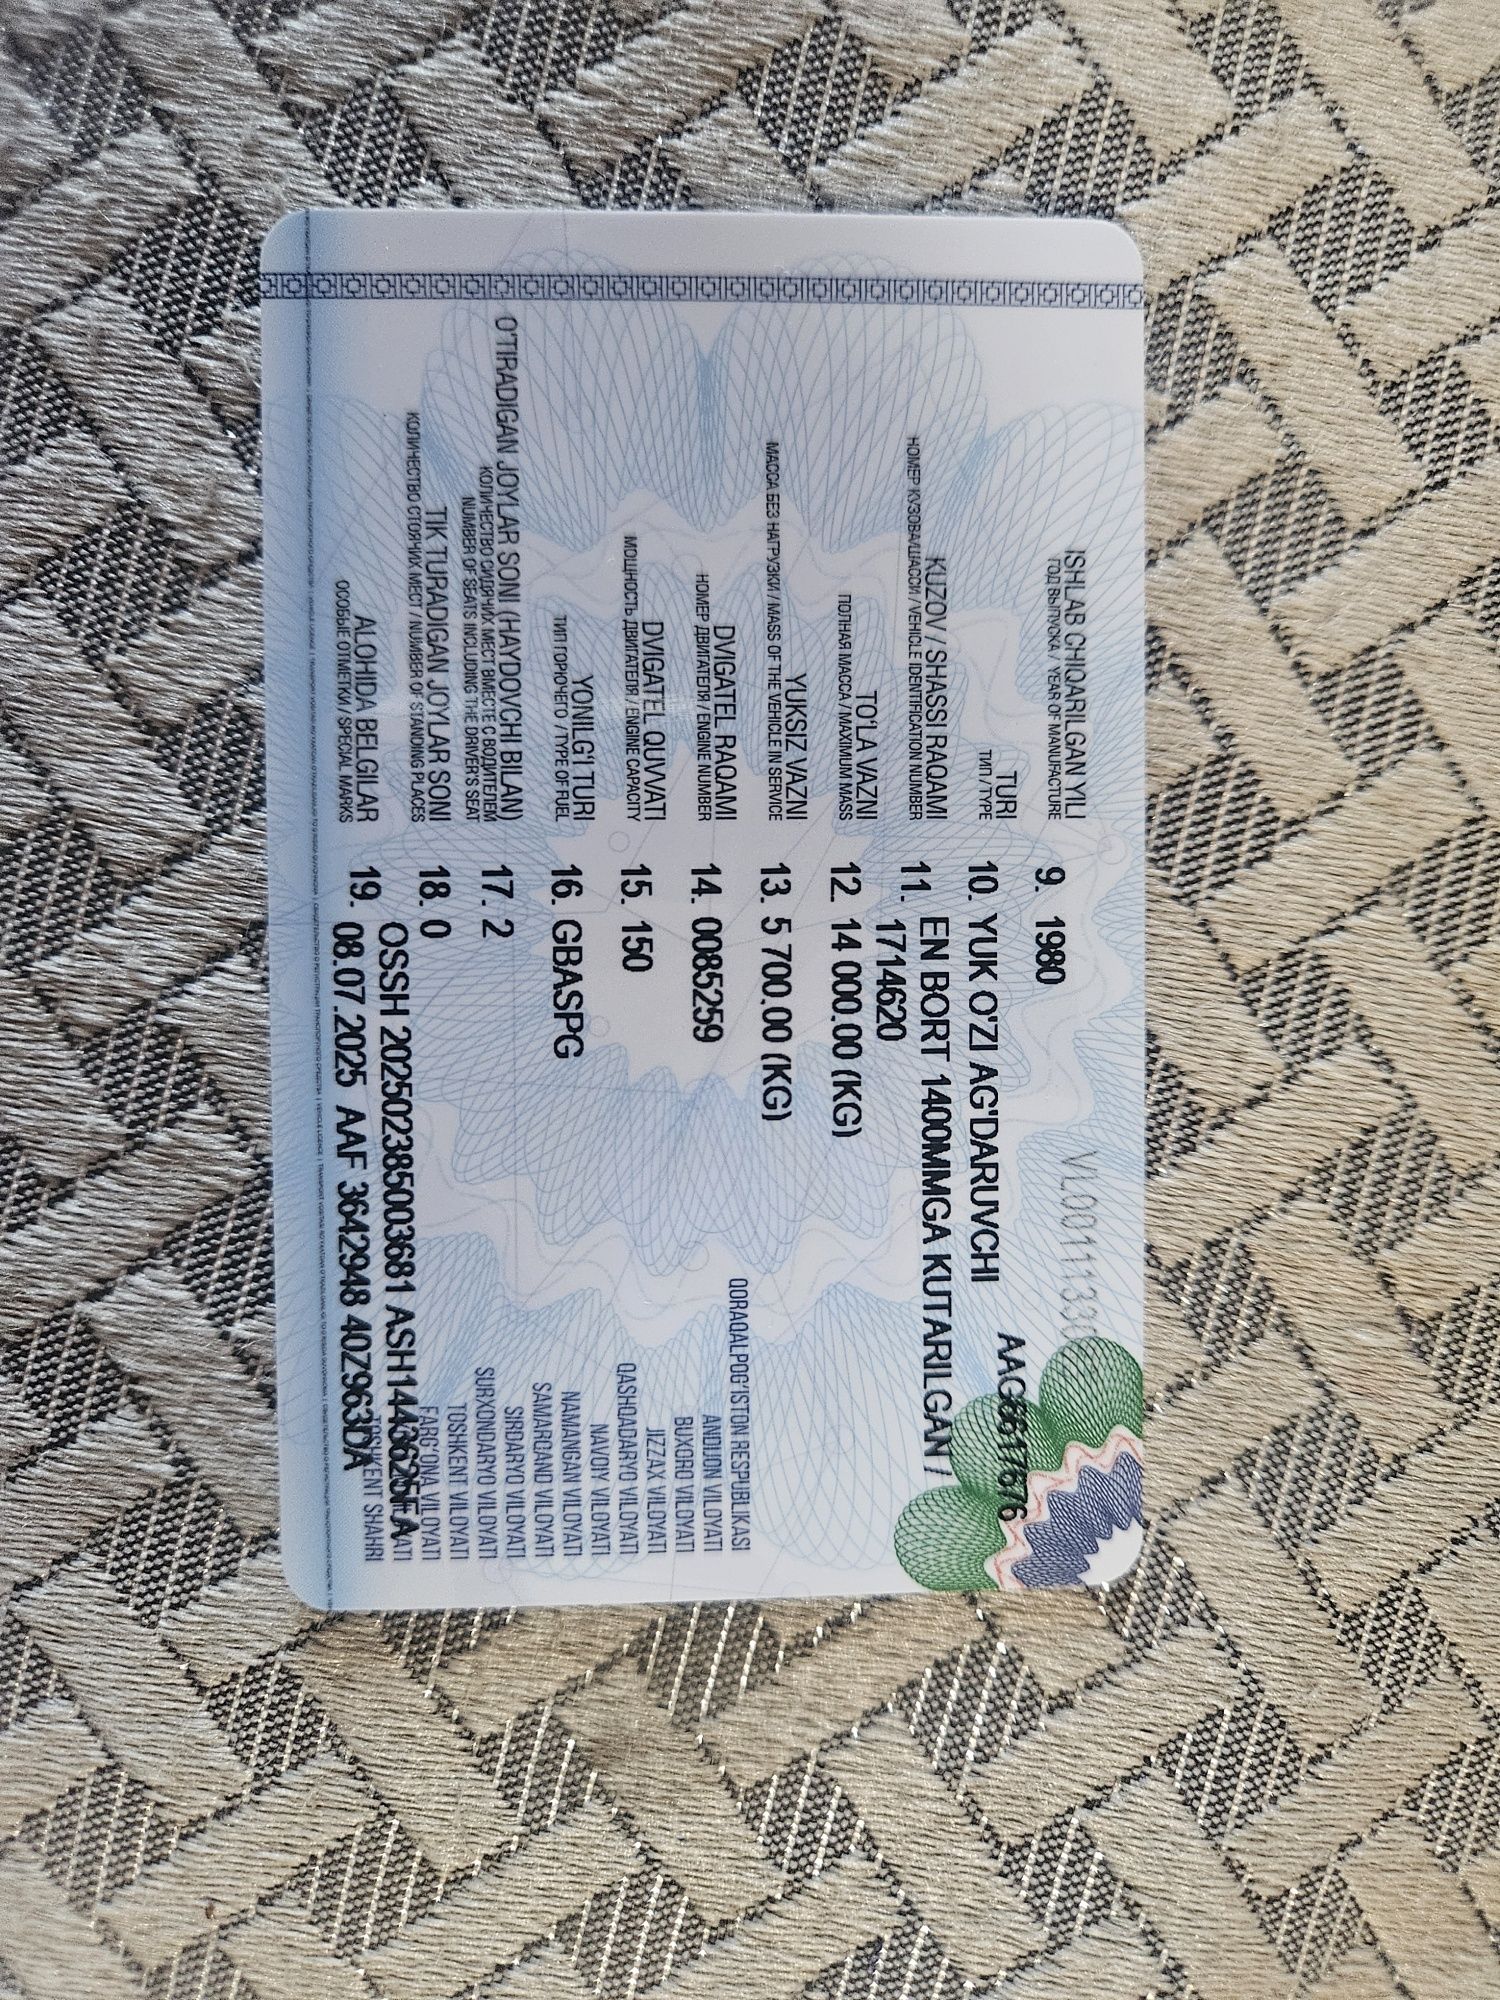 VL0011133
AAG6617676
ISHLAB CHIQARILGAN YILI 9. 1980
ГОД ВЫПУСКА / YEAR OF MANUFACTURE
TURI 10. YUK O'ZI AG'DARUVCHI
ТИП / TYPE
KUZOV / SHASSI RAQAMI 11. EN BORT 1400MMGA KUTARILGAN /
НОМЕР КУЗОВА/ШАССИ / VEHICLE IDENTIFICATION NUMBER
1714620
TO'LA VAZNI 12. 14 000.00 (KG)
ПОЛНАЯ МАССА / MAXIMUM MASS
YUKSIZ VAZNI 13. 5 700.00 (KG)
МАССА БЕЗ НАГРУЗКИ / MASS OF THE VEHICLE IN SERVICE
DVIGATEL RAQAMI 14. 0085259
НОМЕР ДВИГАТЕЛЯ / ENGINE NUMBER
DVIGATEL QUVVATI 15. 150
МОЩНОСТЬ ДВИГАТЕЛЯ / ENGINE CAPACITY
YONILG'I TURI 16. GBASPG
ТИП ГОРЮЧЕГО / TYPE OF FUEL
O'TIRADIGAN JOYLAR SONI (HAYDOVCHI BILAN) 17. 2
КОЛИЧЕСТВО СИДЯЧИХ МЕСТ ВМЕСТЕ С ВОДИТЕЛЕМ
NUMBER OF SEATS INCLUDING THE DRIVER'S SEAT
TIK TURADIGAN JOYLAR SONI 18. 0
КОЛИЧЕСТВО СТОЯЧИХ МЕСТ / NUMBER OF STANDING PLACES
OSSH 2025023850003681
ALOHIDA BELGILAR 19. 08.07.2025 AAF 3642948 40Z963DA
ОСОБЫЕ ОТМЕТКИ / SPECIAL MARKS
QORAQALPOG'ISTON RESPUBLIKASI
ANDIJON VILOYATI
BUXORO VILOYATI
JIZZAX VILOYATI
QASHQADARYO VILOYATI
NAVOIY VILOYATI
NAMANGAN VILOYATI
SAMARQAND VILOYATI
SIRDARYO VILOYATI
SURXONDARYO VILOYATI
TOSHKENT VILOYATI
FARG'ONA VILOYATI
TOSHKENT SHAHRI